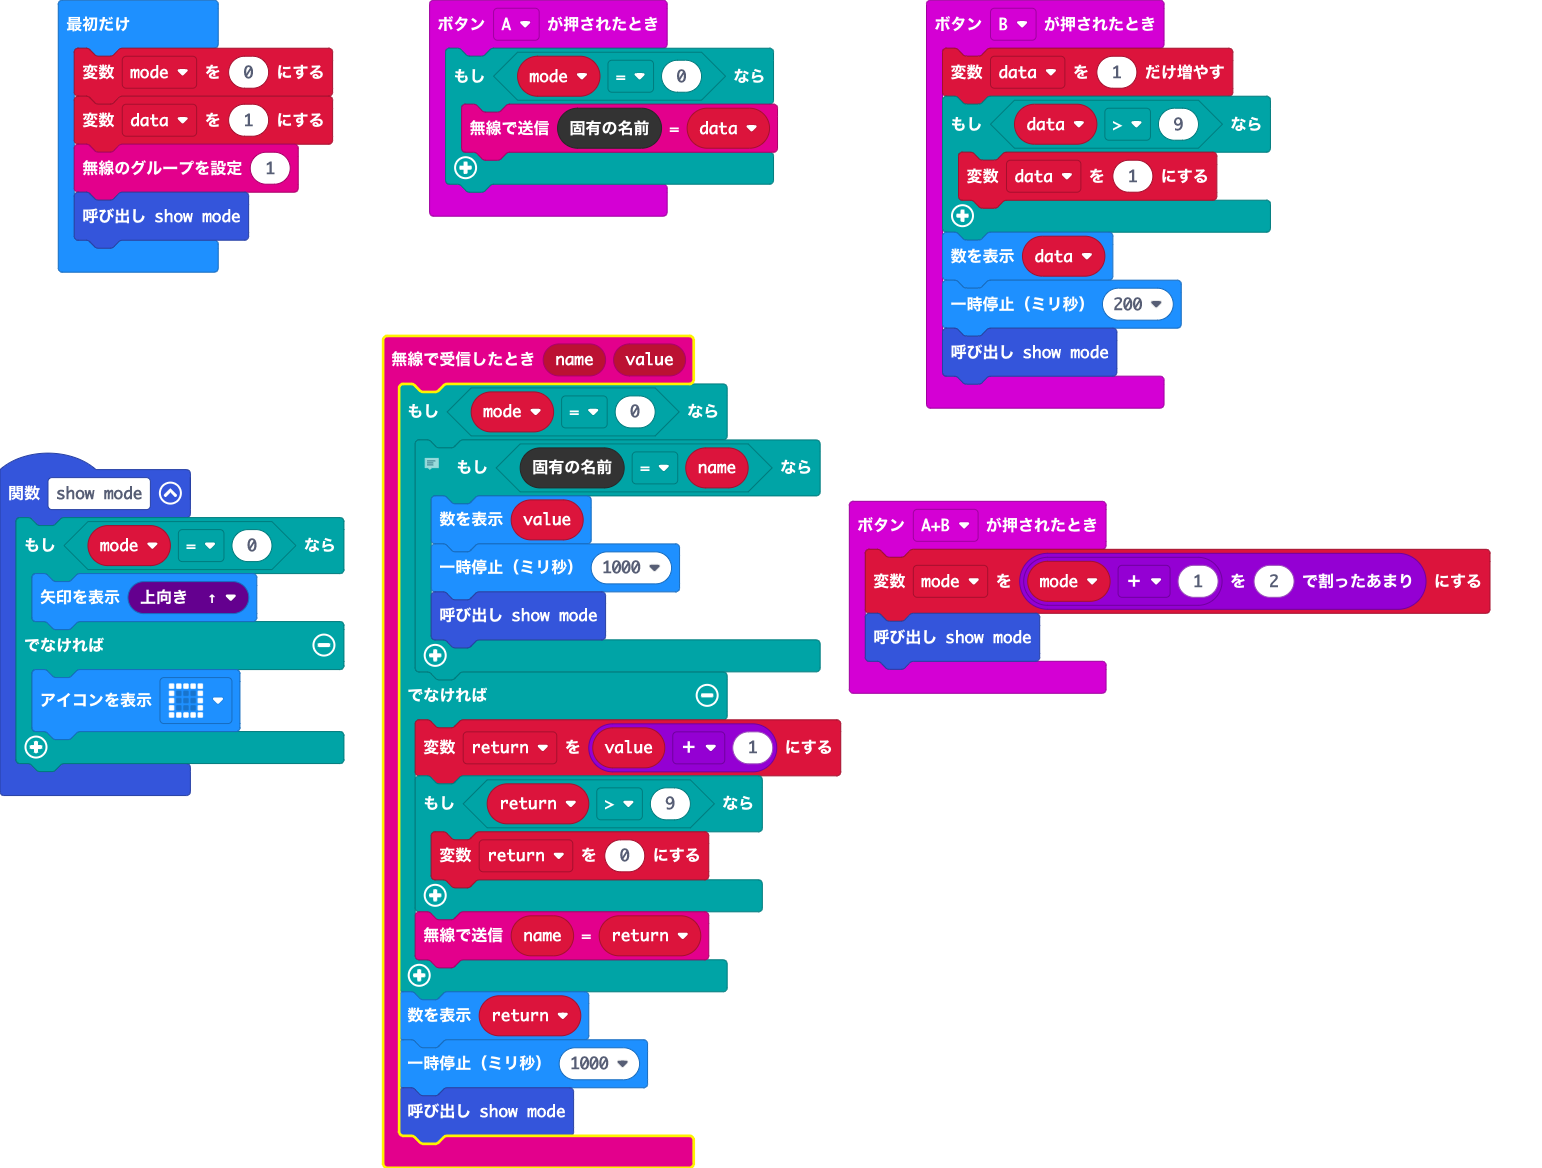 最初だけ
変数 mode を 0 にする
変数 data を 1 にする
無線のグループを設定 1
呼び出し show mode
ボタン A が押されたとき
もし mode = 0 なら
無線で送信 固有の名前 = data
ボタン B が押されたとき
変数 data を 1 だけ増やす
もし data > 9 なら
変数 data を 1 にする
数を表示 data
一時停止（ミリ秒） 200
呼び出し show mode
無線で受信したとき name value
もし mode = 0 なら
もし 固有の名前 = name なら
数を表示 value
一時停止（ミリ秒） 1000
呼び出し show mode
でなければ
変数 return を value + 1 にする
もし return > 9 なら
変数 return を 0 にする
無線で送信 name = return
数を表示 return
一時停止（ミリ秒） 1000
呼び出し show mode
関数 show mode
もし mode = 0 なら
矢印を表示 上向き ↑
でなければ
アイコンを表示
ボタン A+B が押されたとき
変数 mode を mode + 1 を 2 で割ったあまり にする
呼び出し show mode